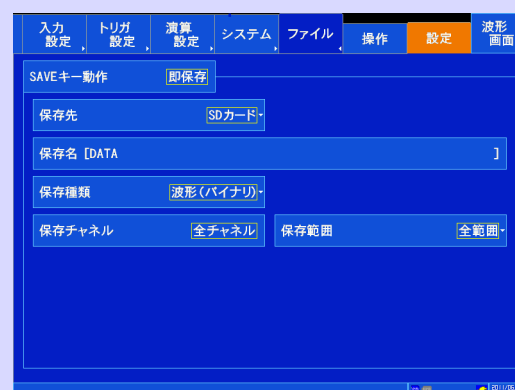 入力 設定
トリガ 設定
演算 設定
システム
ファイル
操作
設定
波形 画面
SAVEキー動作 即保存
保存先 SDカード
保存名 [DATA ]
保存種類 波形(バイナリ)
保存チャネル 全チャネル
保存範囲 全範囲